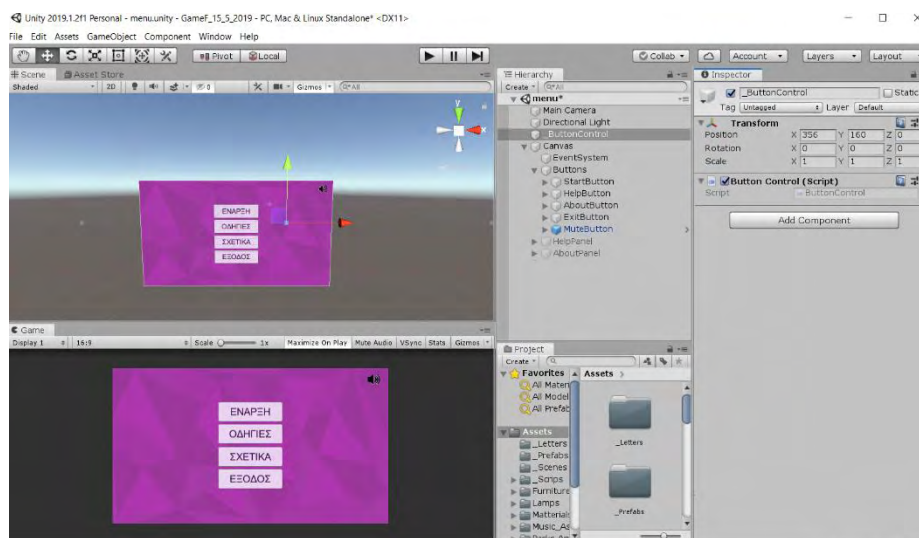 Unity 2019.1.2f1 Personal - menu.unity - GameF_15_5_2019 - PC, Mac & Linux Standalone* <DX11>
File Edit Assets GameObject Component Window Help
Pivot Local Collab Account Layers Layout
Scene Asset Store
Shaded 2D 0 Gizmos All
y
x
ΕΝΑΡΞΗ
ΟΔΗΓΙΕΣ
ΣΧΕΤΙΚΑ
ΕΞΟΔΟΣ
Game
Display 1 16:9 Scale 1x Maximize On Play Mute Audio VSync Stats Gizmos
ΕΝΑΡΞΗ
ΟΔΗΓΙΕΣ
ΣΧΕΤΙΚΑ
ΕΞΟΔΟΣ
Hierarchy
Create All
menu*
Main Camera
Directional Light
_ButtonControl
Canvas
EventSystem
Buttons
StartButton
HelpButton
AboutButton
ExitButton
MuteButton
HelpPanel
AboutPanel
Project
Create
Favorites
All Materi
All Model
All Prefab
Assets
_Letters
_Prefabs
_Scenes
_Scrips
Furniture
Lamps
Matterials
Music_As
Assets
_Letters
_Prefabs
Inspector
_ButtonControl Static
Tag Untagged Layer Default
Transform
Position X 356 Y 160 Z 0
Rotation X 0 Y 0 Z 0
Scale X 1 Y 1 Z 1
Button Control (Script)
Script ButtonControl
Add Component